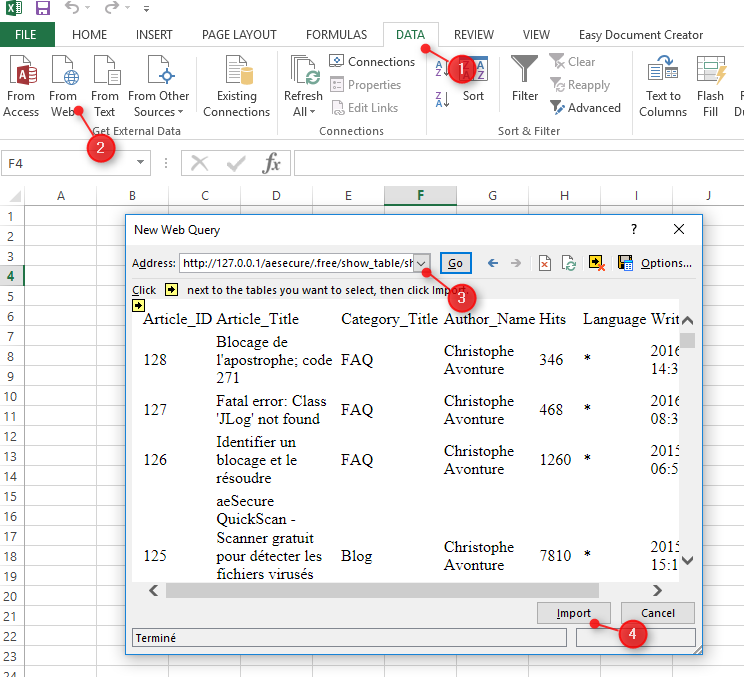 FILE HOME INSERT PAGE LAYOUT FORMULAS DATA REVIEW VIEW Easy Document Creator
From Access
From Web
From Text
From Other Sources
Existing Connections
Refresh All
Connections
Properties
Edit Links
Sort
Filter
Clear
Reapply
Advanced
Text to Columns
Flash Fill
Get External Data
Connections
Sort & Filter
1
2
F4
fx
A B C D E F G H I J
1
2
3
4
5
6
7
8
9
10
11
12
13
14
15
16
17
18
19
20
21
22
23
24
New Web Query
?
Address: http://127.0.0.1/aesecure/.free/show_table/sh
Go
Options...
3
Click next to the tables you want to select, then click Import.
Article_ID Article_Title Category_Title Author_Name Hits Language Writ
128 Blocage de l'apostrophe; code 271 FAQ Christophe Avonture 346 * 2016 14:3
127 Fatal error: Class 'JLog' not found FAQ Christophe Avonture 468 * 2016 08:3
126 Identifier un blocage et le résoudre FAQ Christophe Avonture 1260 * 2015 06:5
125 aeSecure QuickScan - Scanner gratuit pour détecter les fichiers virusés Blog Christophe Avonture 7810 * 2015 15:1
Import Cancel
4
Terminé